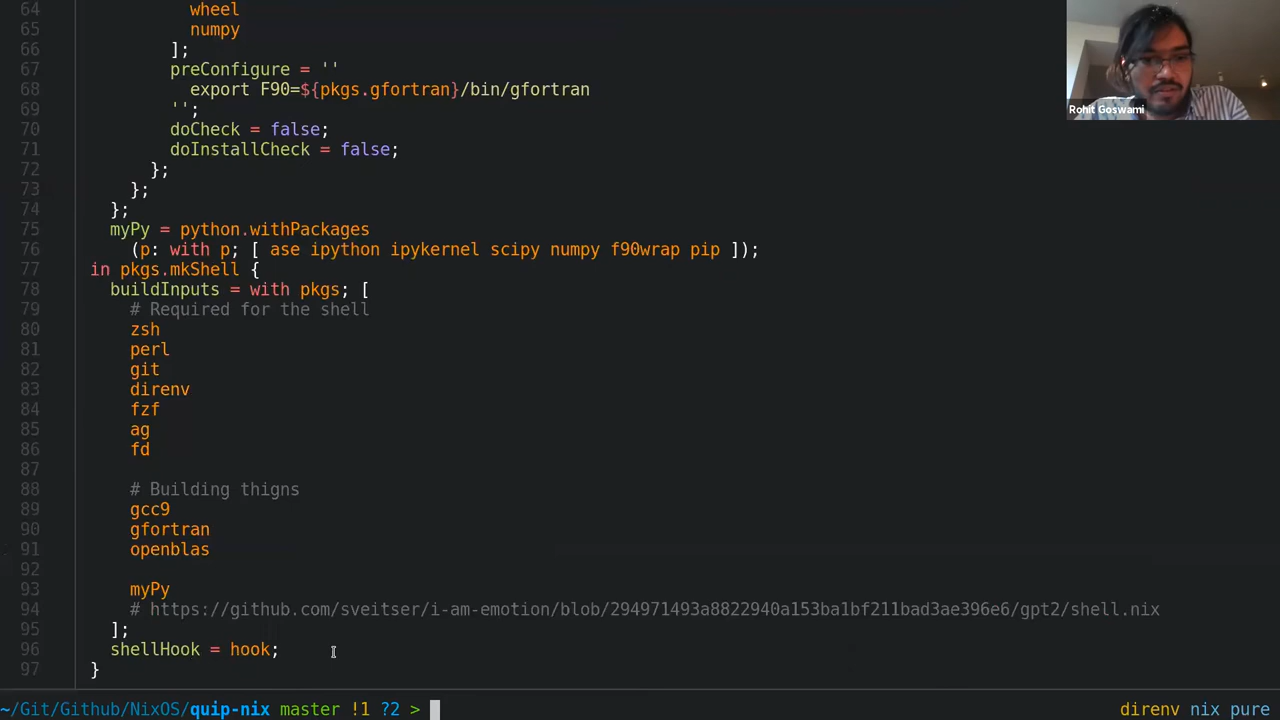 64 wheel
65 numpy
66 ];
67 preConfigure = ''
68 export F90=${pkgs.gfortran}/bin/gfortran
69 '';
70 doCheck = false;
71 doInstallCheck = false;
72 };
73 };
74 };
75 myPy = python.withPackages
76 (p: with p; [ ase ipython ipykernel scipy numpy f90wrap pip ]);
77 in pkgs.mkShell {
78 buildInputs = with pkgs; [
79 # Required for the shell
80 zsh
81 perl
82 git
83 direnv
84 fzf
85 ag
86 fd
87
88 # Building thigns
89 gcc9
90 gfortran
91 openblas
92
93 myPy
94 # https://github.com/sveitser/i-am-emotion/blob/294971493a8822940a153ba1bf211bad3ae396e6/gpt2/shell.nix
95 ];
96 shellHook = hook;
97 }
~/Git/Github/NixOS/quip-nix master !1 ?2 > direnv nix pure
Rohit Goswami